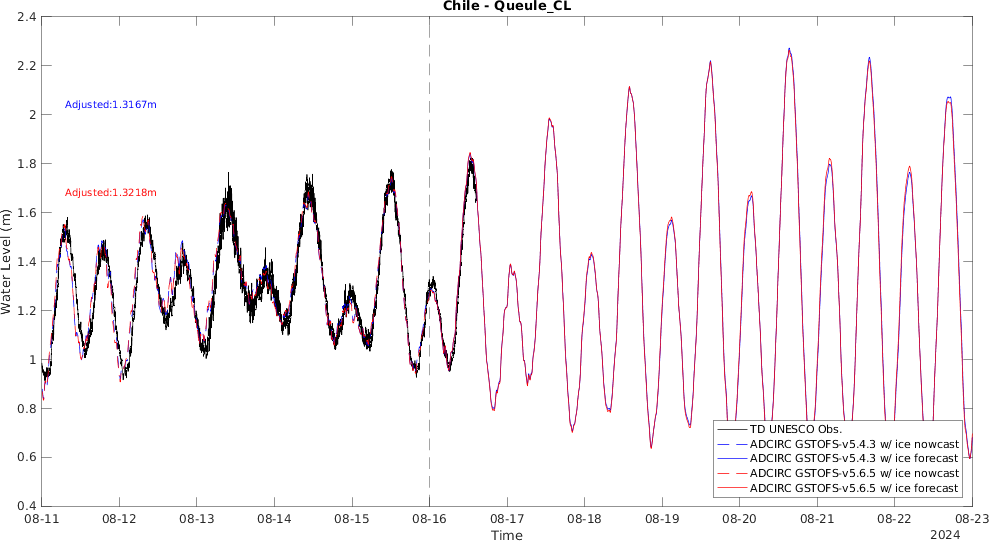 Chile - Queule_CL
2.4
2.2
2
1.8
1.6
1.4
1.2
1
0.8
0.6
0.4
Water Level (m)
Adjusted:1.3167m
Adjusted:1.3218m
TD UNESCO Obs.
ADCIRC GSTOFS-v5.4.3 w/ ice nowcast
ADCIRC GSTOFS-v5.4.3 w/ ice forecast
ADCIRC GSTOFS-v5.6.5 w/ ice nowcast
ADCIRC GSTOFS-v5.6.5 w/ ice forecast
08-11 08-12 08-13 08-14 08-15 08-16 08-17 08-18 08-19 08-20 08-21 08-22 08-23
Time
2024